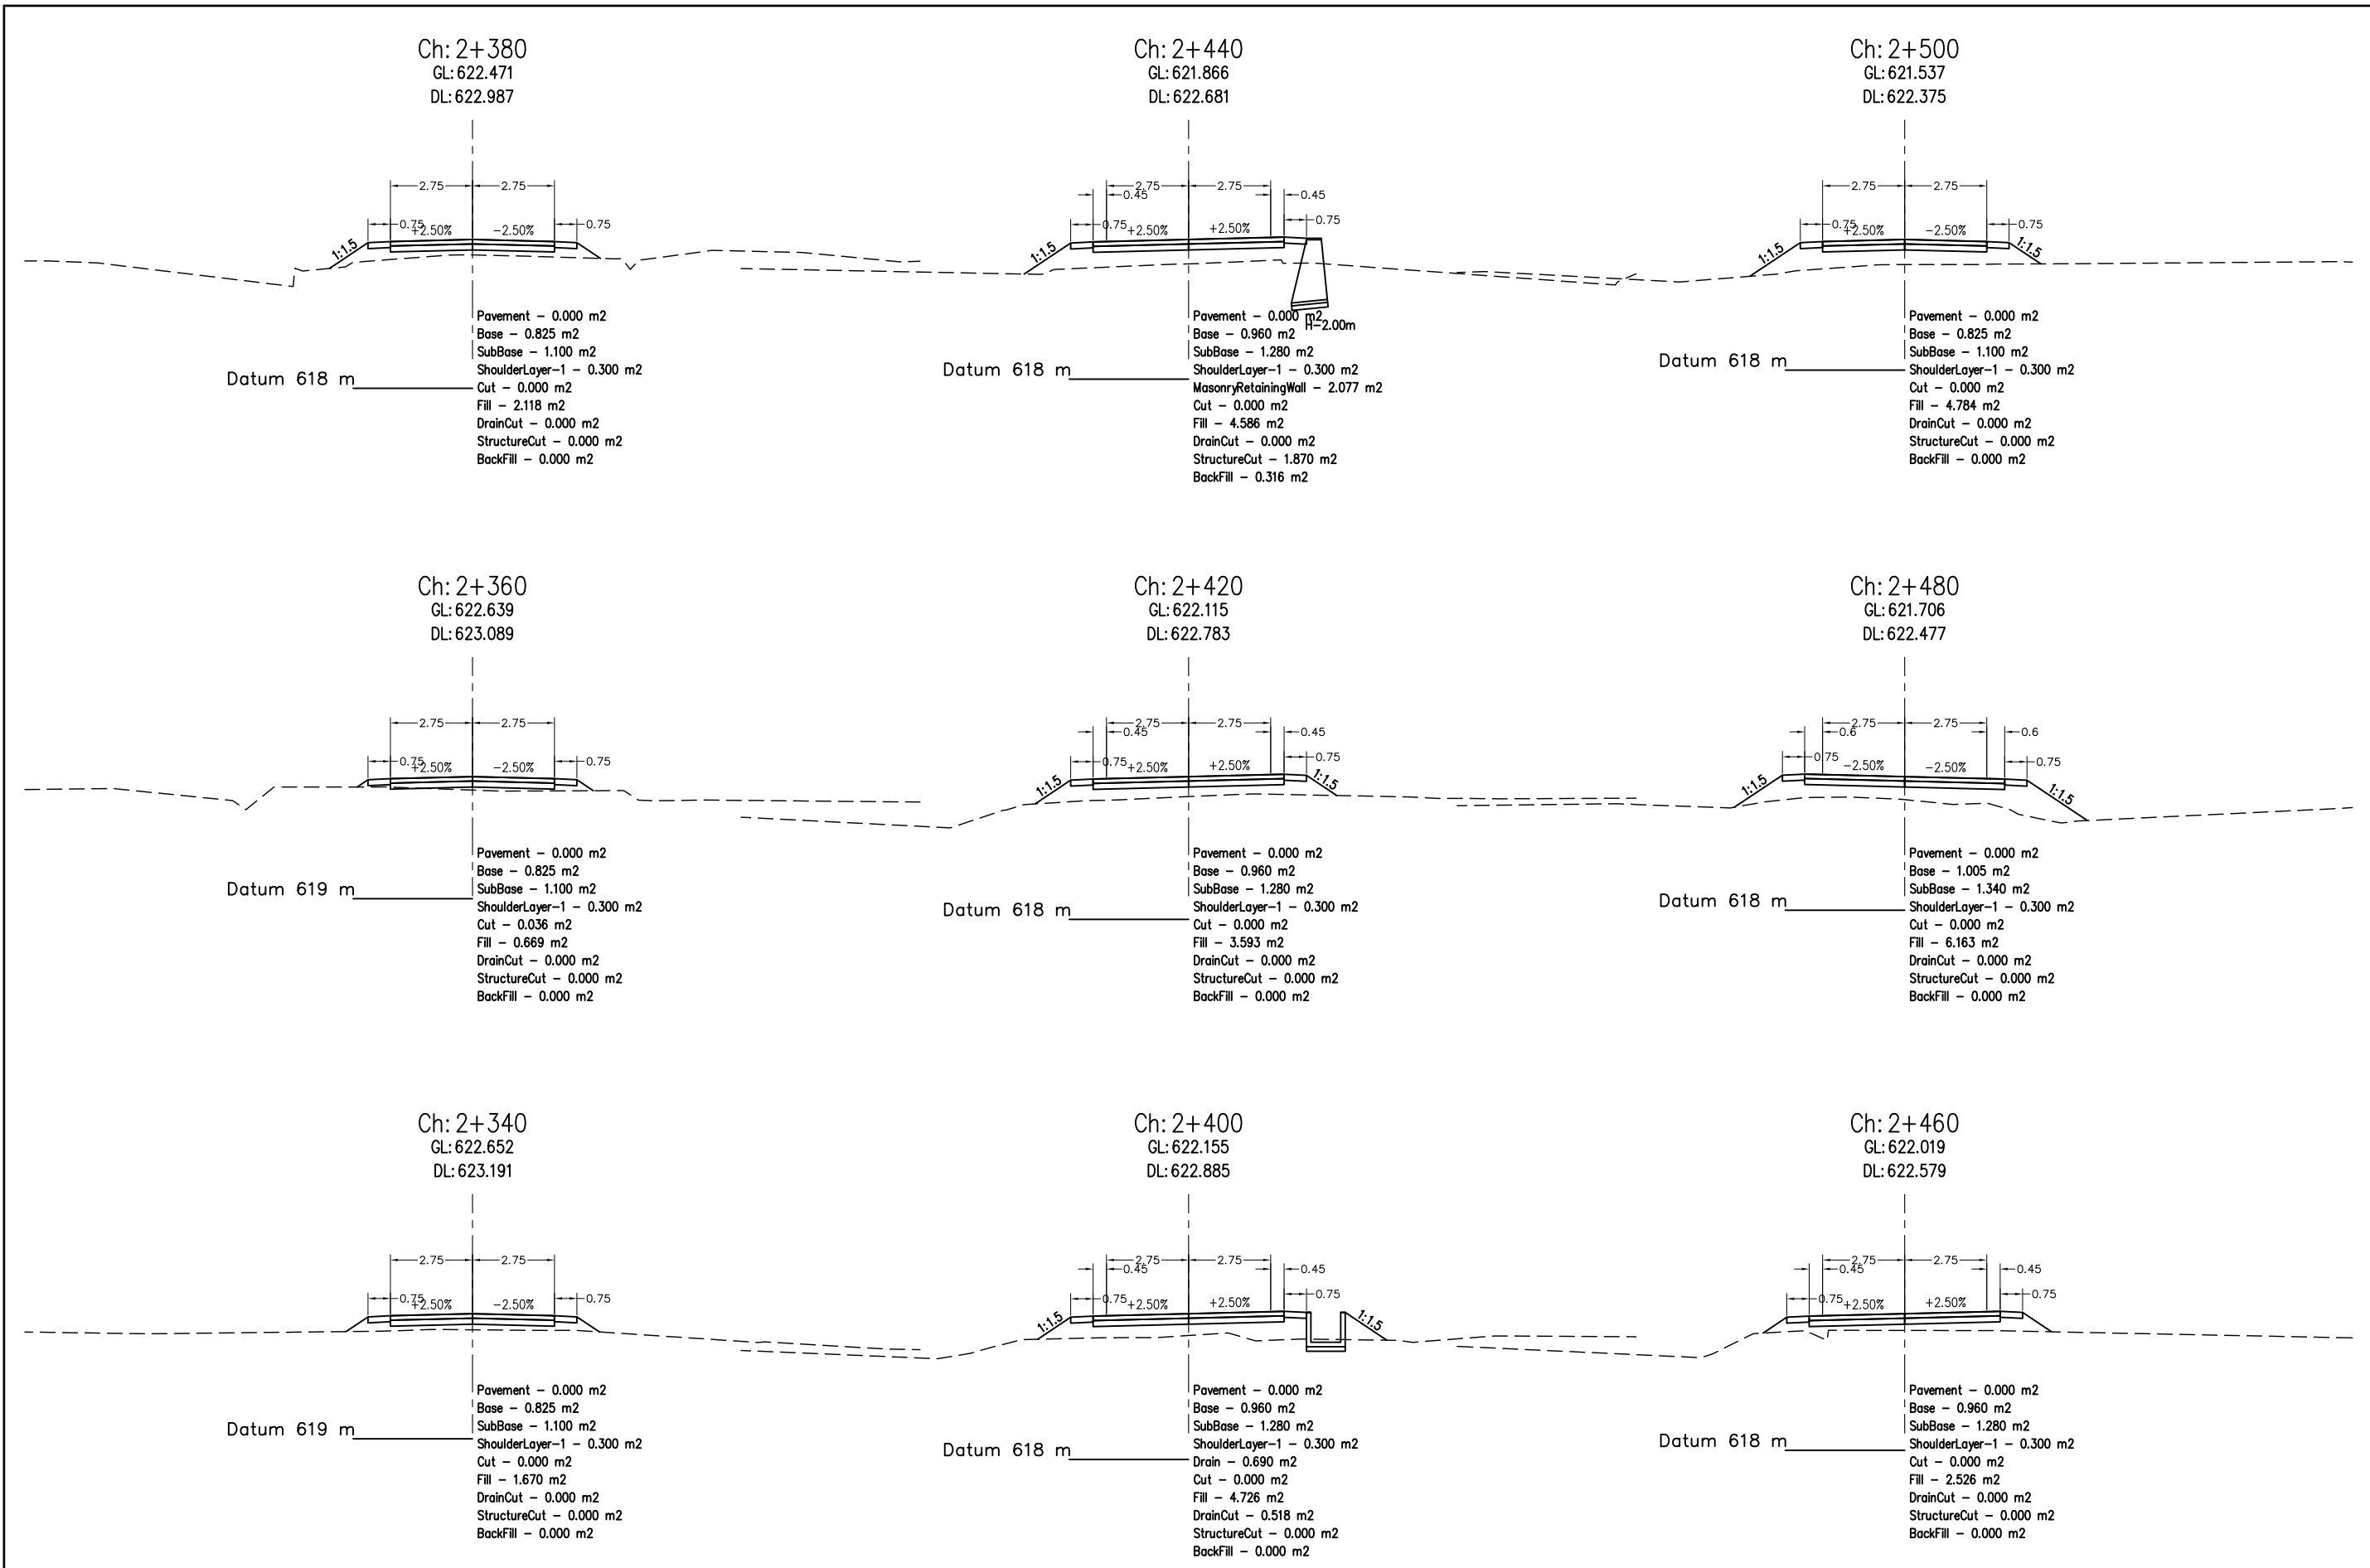 Ch: 2+380
GL: 622.471
DL: 622.987
2.75
2.75
0.75
+2.50%
-2.50%
0.75
1:1.5
Pavement - 0.000 m2
Base - 0.825 m2
SubBase - 1.100 m2
ShoulderLayer-1 - 0.300 m2
Cut - 0.000 m2
Fill - 2.118 m2
DrainCut - 0.000 m2
StructureCut - 0.000 m2
BackFill - 0.000 m2
Datum 618 m
Ch: 2+440
GL: 621.866
DL: 622.681
2.75
2.75
0.45
0.45
0.75
+2.50%
+2.50%
0.75
1:1.5
Pavement - 0.000 m2
H-2.00m
Base - 0.960 m2
SubBase - 1.280 m2
ShoulderLayer-1 - 0.300 m2
MasonryRetainingWall - 2.077 m2
Cut - 0.000 m2
Fill - 4.586 m2
DrainCut - 0.000 m2
StructureCut - 1.870 m2
BackFill - 0.316 m2
Datum 618 m
Ch: 2+500
GL: 621.537
DL: 622.375
2.75
2.75
0.75
+2.50%
-2.50%
0.75
1:1.5
1:1.5
Pavement - 0.000 m2
Base - 0.825 m2
SubBase - 1.100 m2
ShoulderLayer-1 - 0.300 m2
Cut - 0.000 m2
Fill - 4.784 m2
DrainCut - 0.000 m2
StructureCut - 0.000 m2
BackFill - 0.000 m2
Datum 618 m
Ch: 2+360
GL: 622.639
DL: 623.089
2.75
2.75
0.75
+2.50%
-2.50%
0.75
Pavement - 0.000 m2
Base - 0.825 m2
SubBase - 1.100 m2
ShoulderLayer-1 - 0.300 m2
Cut - 0.036 m2
Fill - 0.669 m2
DrainCut - 0.000 m2
StructureCut - 0.000 m2
BackFill - 0.000 m2
Datum 619 m
Ch: 2+420
GL: 622.115
DL: 622.783
2.75
2.75
0.45
0.45
0.75
+2.50%
+2.50%
0.75
1:1.5
1:1.5
Pavement - 0.000 m2
Base - 0.960 m2
SubBase - 1.280 m2
ShoulderLayer-1 - 0.300 m2
Cut - 0.000 m2
Fill - 3.593 m2
DrainCut - 0.000 m2
StructureCut - 0.000 m2
BackFill - 0.000 m2
Datum 618 m
Ch: 2+480
GL: 621.706
DL: 622.477
2.75
2.75
0.6
0.6
0.75
-2.50%
-2.50%
0.75
1:1.5
1:1.5
Pavement - 0.000 m2
Base - 1.005 m2
SubBase - 1.340 m2
ShoulderLayer-1 - 0.300 m2
Cut - 0.000 m2
Fill - 6.163 m2
DrainCut - 0.000 m2
StructureCut - 0.000 m2
BackFill - 0.000 m2
Datum 618 m
Ch: 2+340
GL: 622.652
DL: 623.191
2.75
2.75
0.75
+2.50%
-2.50%
0.75
Pavement - 0.000 m2
Base - 0.825 m2
SubBase - 1.100 m2
ShoulderLayer-1 - 0.300 m2
Cut - 0.000 m2
Fill - 1.670 m2
DrainCut - 0.000 m2
StructureCut - 0.000 m2
BackFill - 0.000 m2
Datum 619 m
Ch: 2+400
GL: 622.155
DL: 622.885
2.75
2.75
0.45
0.45
0.75
+2.50%
+2.50%
0.75
1:1.5
1:1.5
Pavement - 0.000 m2
Base - 0.960 m2
SubBase - 1.280 m2
ShoulderLayer-1 - 0.300 m2
Drain - 0.690 m2
Cut - 0.000 m2
Fill - 4.726 m2
DrainCut - 0.518 m2
StructureCut - 0.000 m2
BackFill - 0.000 m2
Datum 618 m
Ch: 2+460
GL: 622.019
DL: 622.579
2.75
2.75
0.45
0.45
0.75
+2.50%
+2.50%
0.75
Pavement - 0.000 m2
Base - 0.960 m2
SubBase - 1.280 m2
ShoulderLayer-1 - 0.300 m2
Cut - 0.000 m2
Fill - 2.526 m2
DrainCut - 0.000 m2
StructureCut - 0.000 m2
BackFill - 0.000 m2
Datum 618 m